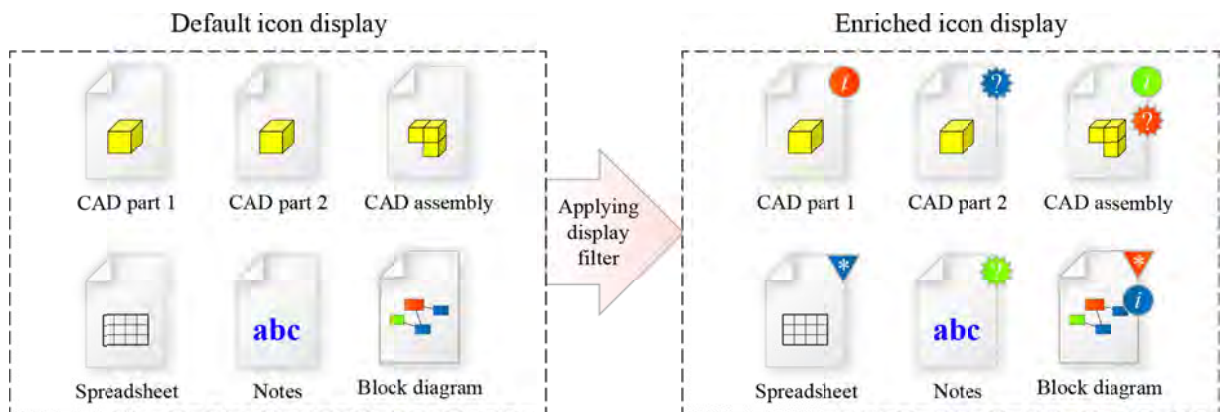 Default icon display
CAD part 1
CAD part 2
CAD assembly
abc
Spreadsheet
Notes
Block diagram
Applying
display
filter
Enriched icon display
i
?
i
?
CAD part 1
CAD part 2
CAD assembly
*
?
*
i
abc
Spreadsheet
Notes
Block diagram